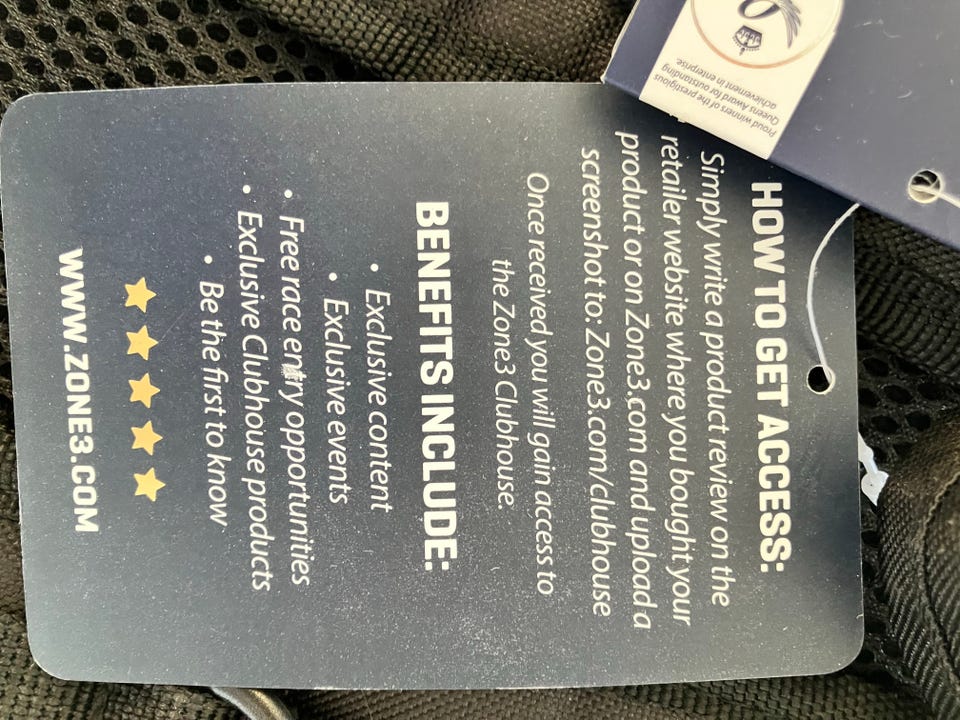 HOW TO GET ACCESS:
Simply write a product review on the
retailer website where you bought your
product or on Zone3.com and upload a
screenshot to: Zone3.com/clubhouse
Once received you will gain access to
the Zone3 Clubhouse.
BENEFITS INCLUDE:
• Exclusive content
• Exclusive events
• Free race entry opportunities
• Exclusive Clubhouse products
• Be the first to know
WWW.ZONE3.COM
Proud winners of the prestigious
Queens Award for outstanding
achievement in enterprise.